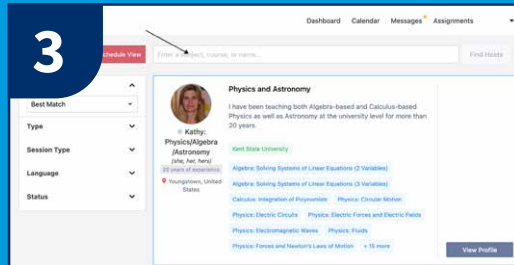 3
Dashboard Calendar Messages Assignments
chedule View
Enter a subject, course, or name...
Find Hosts
Best Match
Type
Session Type
Language
Status
Kathy:
Physics/Algebra
/Astronomy
(she, her, hers)
20 years of experience
Youngstown, United
States
Physics and Astronomy
I have been teaching both Algebra-based and Calculus-based
Physics as well as Astronomy at the university level for more than
20 years.
Kent State University
Algebra: Solving Systems of Linear Equations (2 Variables)
Algebra: Solving Systems of Linear Equations (3 Variables)
Calculus: Integration of Polynomials Physics: Circular Motion
Physics: Electric Circuits Physics: Electric Forces and Electric Fields
Physics: Electromagnetic Waves Physics: Fluids
Physics: Forces and Newton's Laws of Motion + 15 more
View Profile